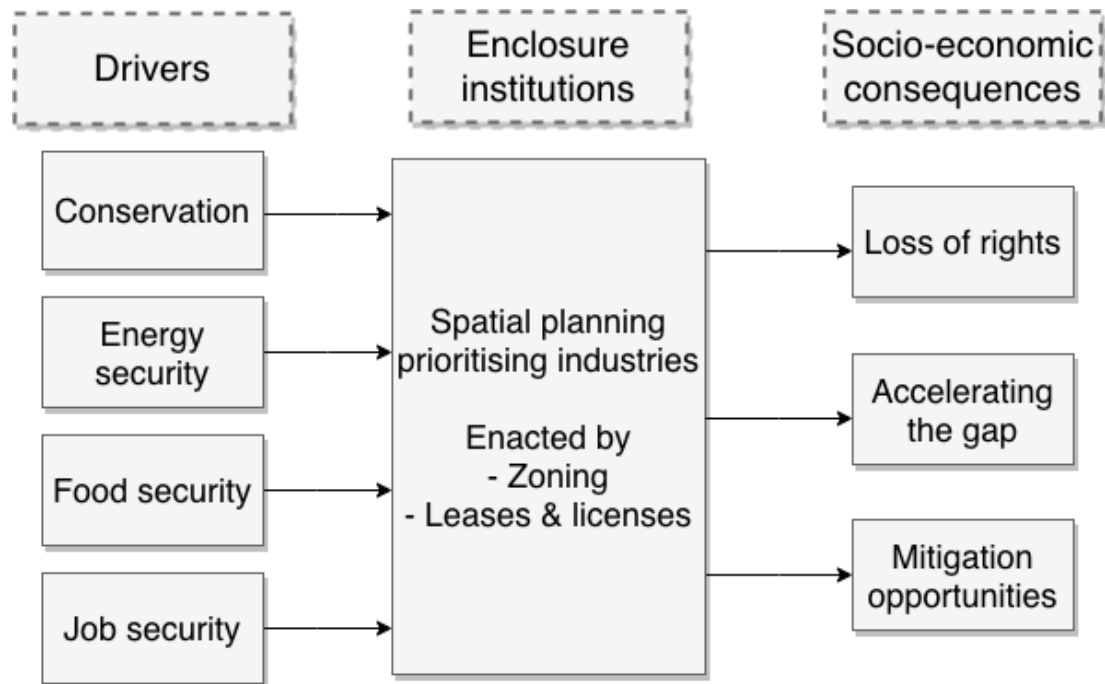 Drivers
Enclosure
institutions
Socio-economic
consequences
Conservation
Energy
security
Food security
Job security
Spatial planning
prioritising industries
Enacted by
- Zoning
- Leases & licenses
Loss of rights
Accelerating
the gap
Mitigation
opportunities